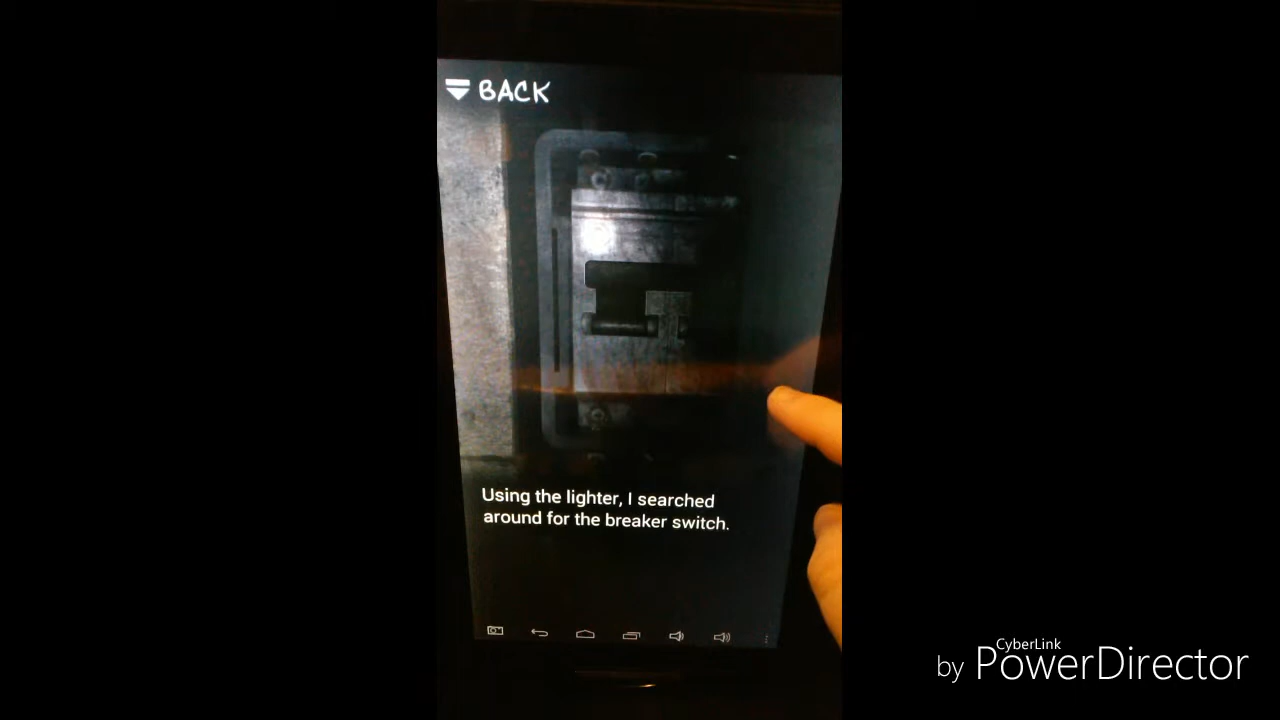 BACK
Using the lighter, I searched
around for the breaker switch.
CyberLink
by PowerDirector